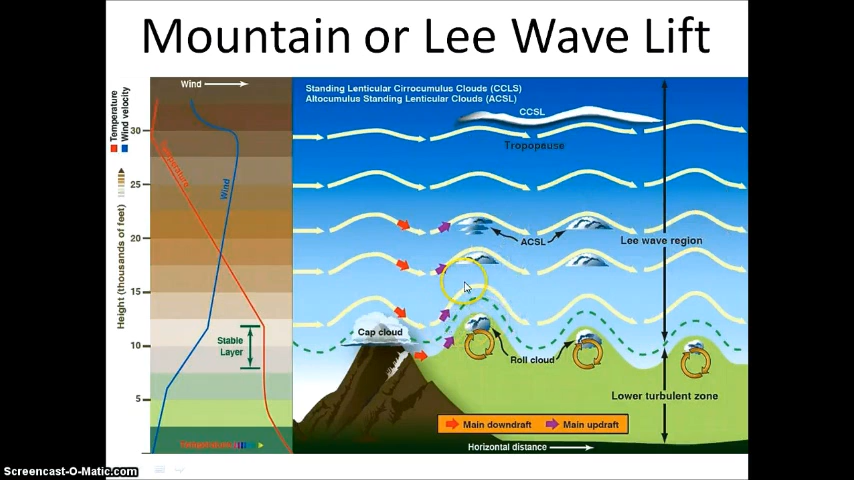 Mountain or Lee Wave Lift
Temperature
Wind velocity
Wind
Standing Lenticular Cirrocumulus Clouds (CCLS)
Altocumulus Standing Lenticular Clouds (ACSL)
CCSL
30
Tropopause
Temperature
25
Wind
20
ACSL
Lee wave region
Height (thousands of feet)
15
Cap cloud
Stable
Layer
10
Roll cloud
5
Lower turbulent zone
Main downdraft
Main updraft
Horizontal distance
Screencast-O-Matic.com